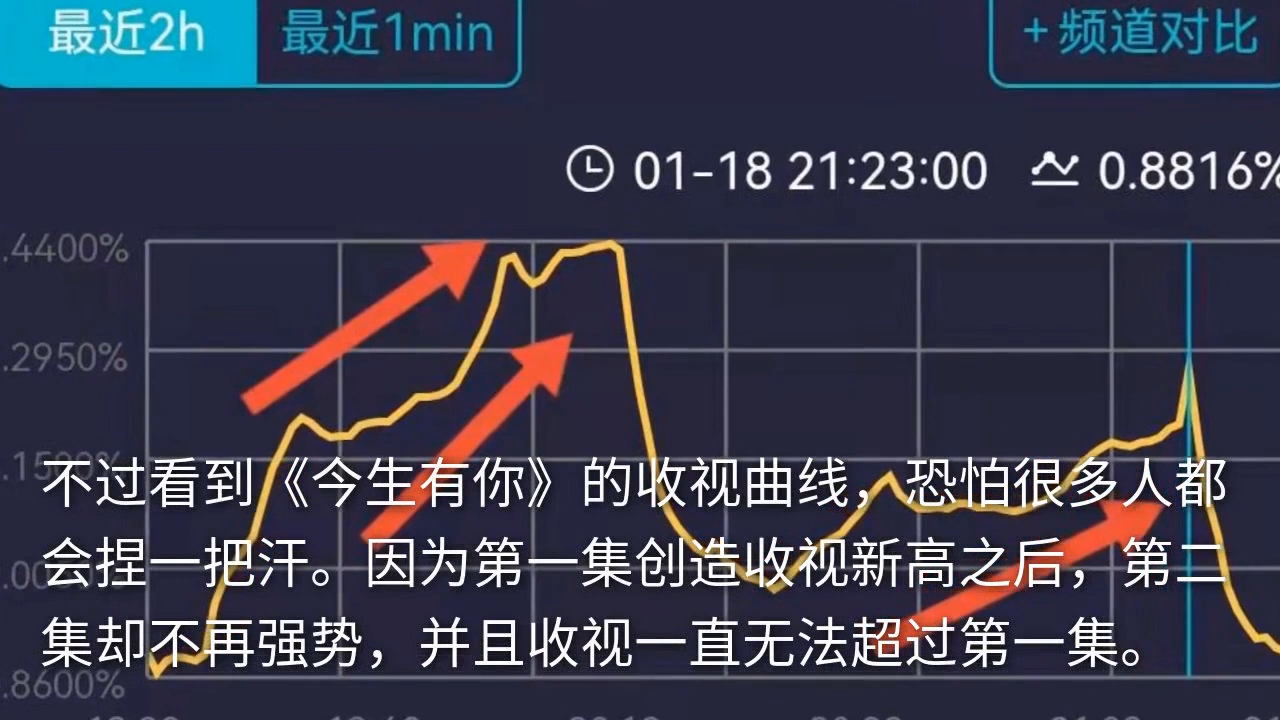 最近2h
最近1min
+ 频道对比
01-18 21:23:00
0.8816%
.4400%
.2950%
不过看到《今生有你》的收视曲线，恐怕很多人都
会捏一把汗。因为第一集创造收视新高之后，第二
集却不再强势，并且收视一直无法超过第一集。
.8600%